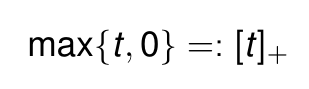 max{t, 0} =: [t]₊